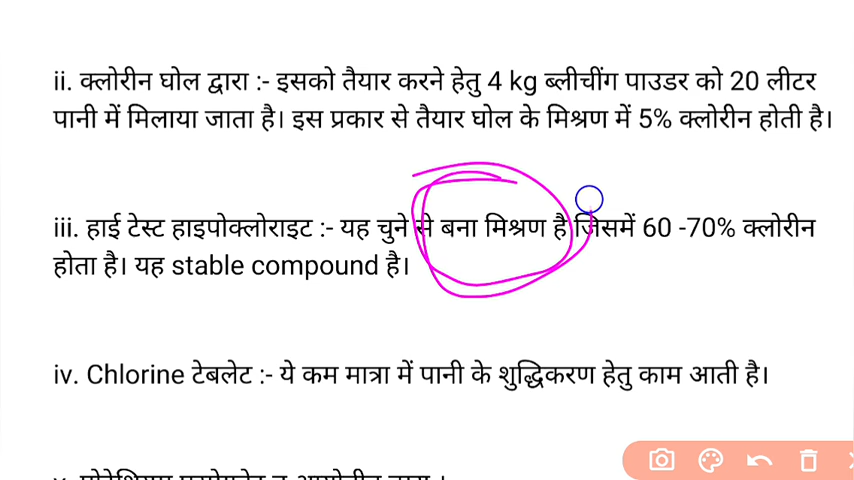 ii. क्लोरीन घोल द्वारा :- इसको तैयार करने हेतु 4 kg ब्लीचींग पाउडर को 20 लीटर
पानी में मिलाया जाता है। इस प्रकार से तैयार घोल के मिश्रण में 5% क्लोरीन होती है।
iii. हाई टेस्ट हाइपोक्लोराइट :- यह चुने से बना मिश्रण है जिसमें 60 -70% क्लोरीन
होता है। यह stable compound है।
iv. Chlorine टेबलेट :- ये कम मात्रा में पानी के शुद्धिकरण हेतु काम आती है।